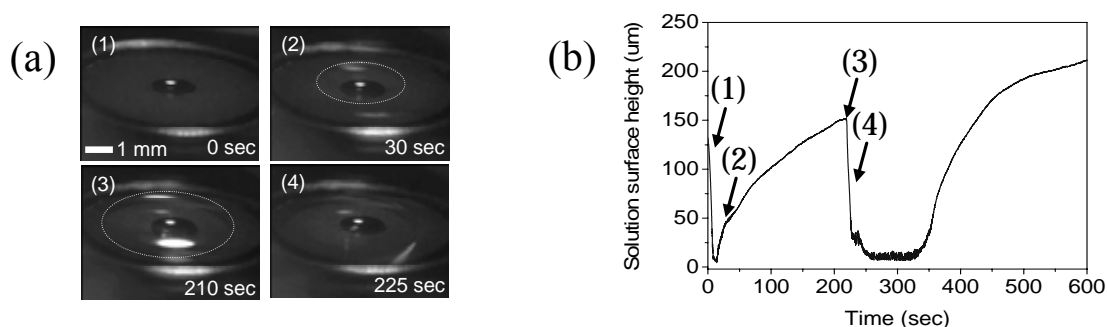 (a)
(1)
1 mm
0 sec
(2)
30 sec
(3)
210 sec
(4)
225 sec
(b)
Solution surface height (um)
250
200
150
100
50
0
(1)
(2)
(3)
(4)
0 100 200 300 400 500 600
Time (sec)